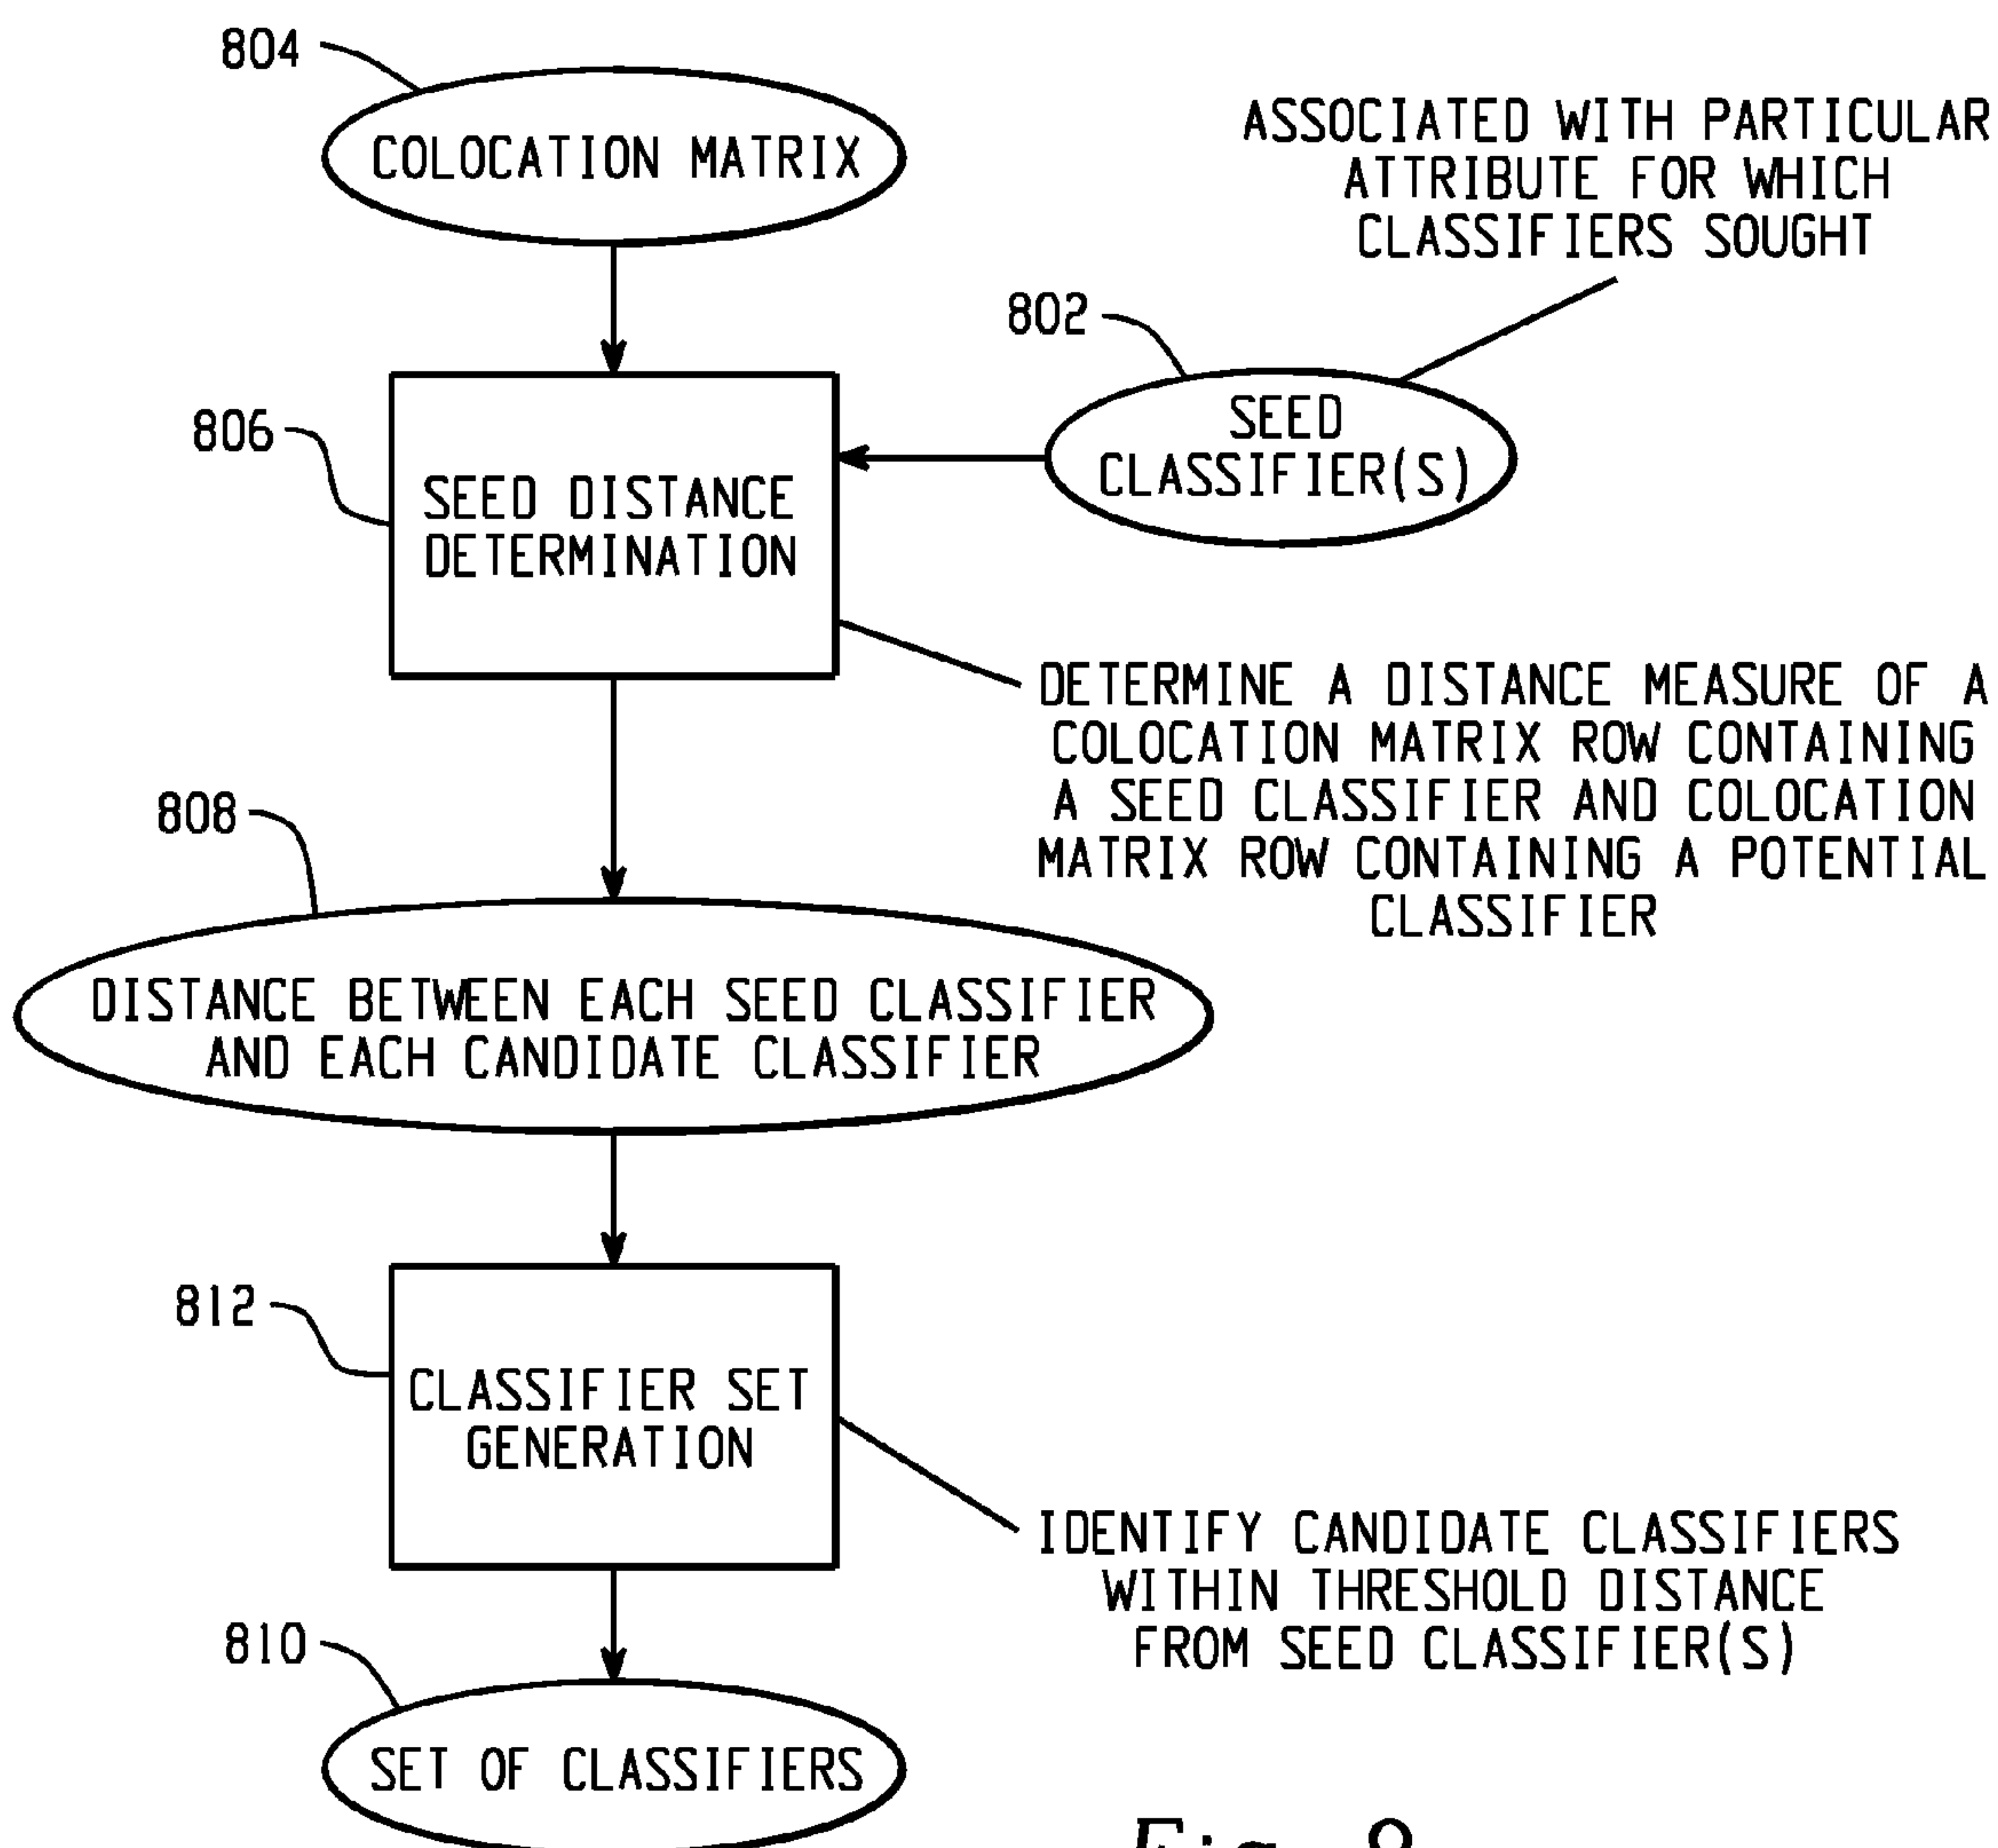 804
COLOCATION MATRIX
ASSOCIATED WITH PARTICULAR
ATTRIBUTE FOR WHICH
CLASSIFIERS SOUGHT
802
SEED
CLASSIFIER(S)
806
SEED DISTANCE
DETERMINATION
DETERMINE A DISTANCE MEASURE OF A
COLOCATION MATRIX ROW CONTAINING
A SEED CLASSIFIER AND COLOCATION
MATRIX ROW CONTAINING A POTENTIAL
CLASSIFIER
808
DISTANCE BETWEEN EACH SEED CLASSIFIER
AND EACH CANDIDATE CLASSIFIER
812
CLASSIFIER SET
GENERATION
IDENTIFY CANDIDATE CLASSIFIERS
WITHIN THRESHOLD DISTANCE
FROM SEED CLASSIFIER(S)
810
SET OF CLASSIFIERS